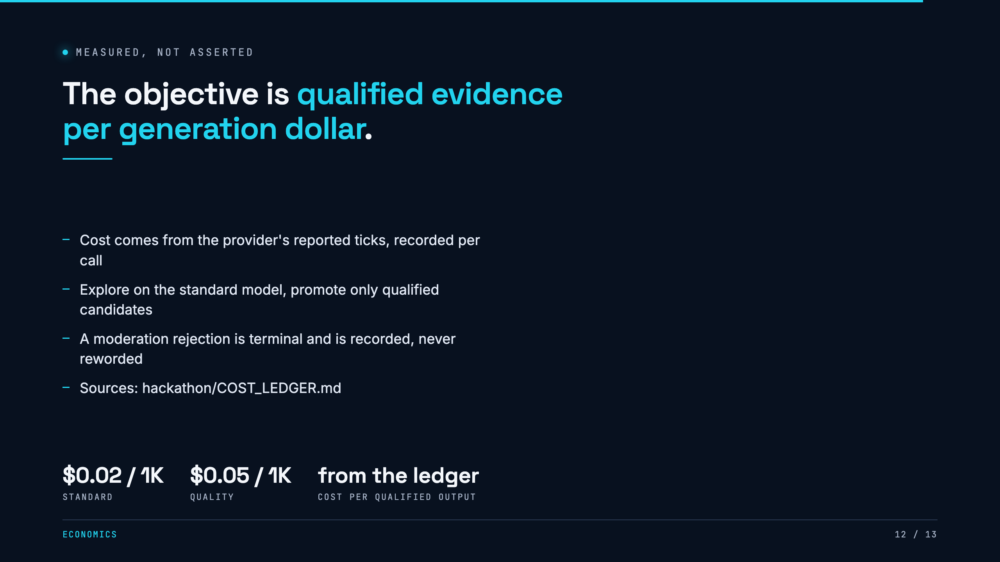 MEASURED, NOT ASSERTED
The objective is qualified evidence
per generation dollar.
Cost comes from the provider's reported ticks, recorded per
call
Explore on the standard model, promote only qualified
candidates
A moderation rejection is terminal and is recorded, never
reworded
Sources: hackathon/COST_LEDGER.md
$0.02 / 1K
STANDARD
$0.05 / 1K
QUALITY
from the ledger
COST PER QUALIFIED OUTPUT
ECONOMICS
12 / 13